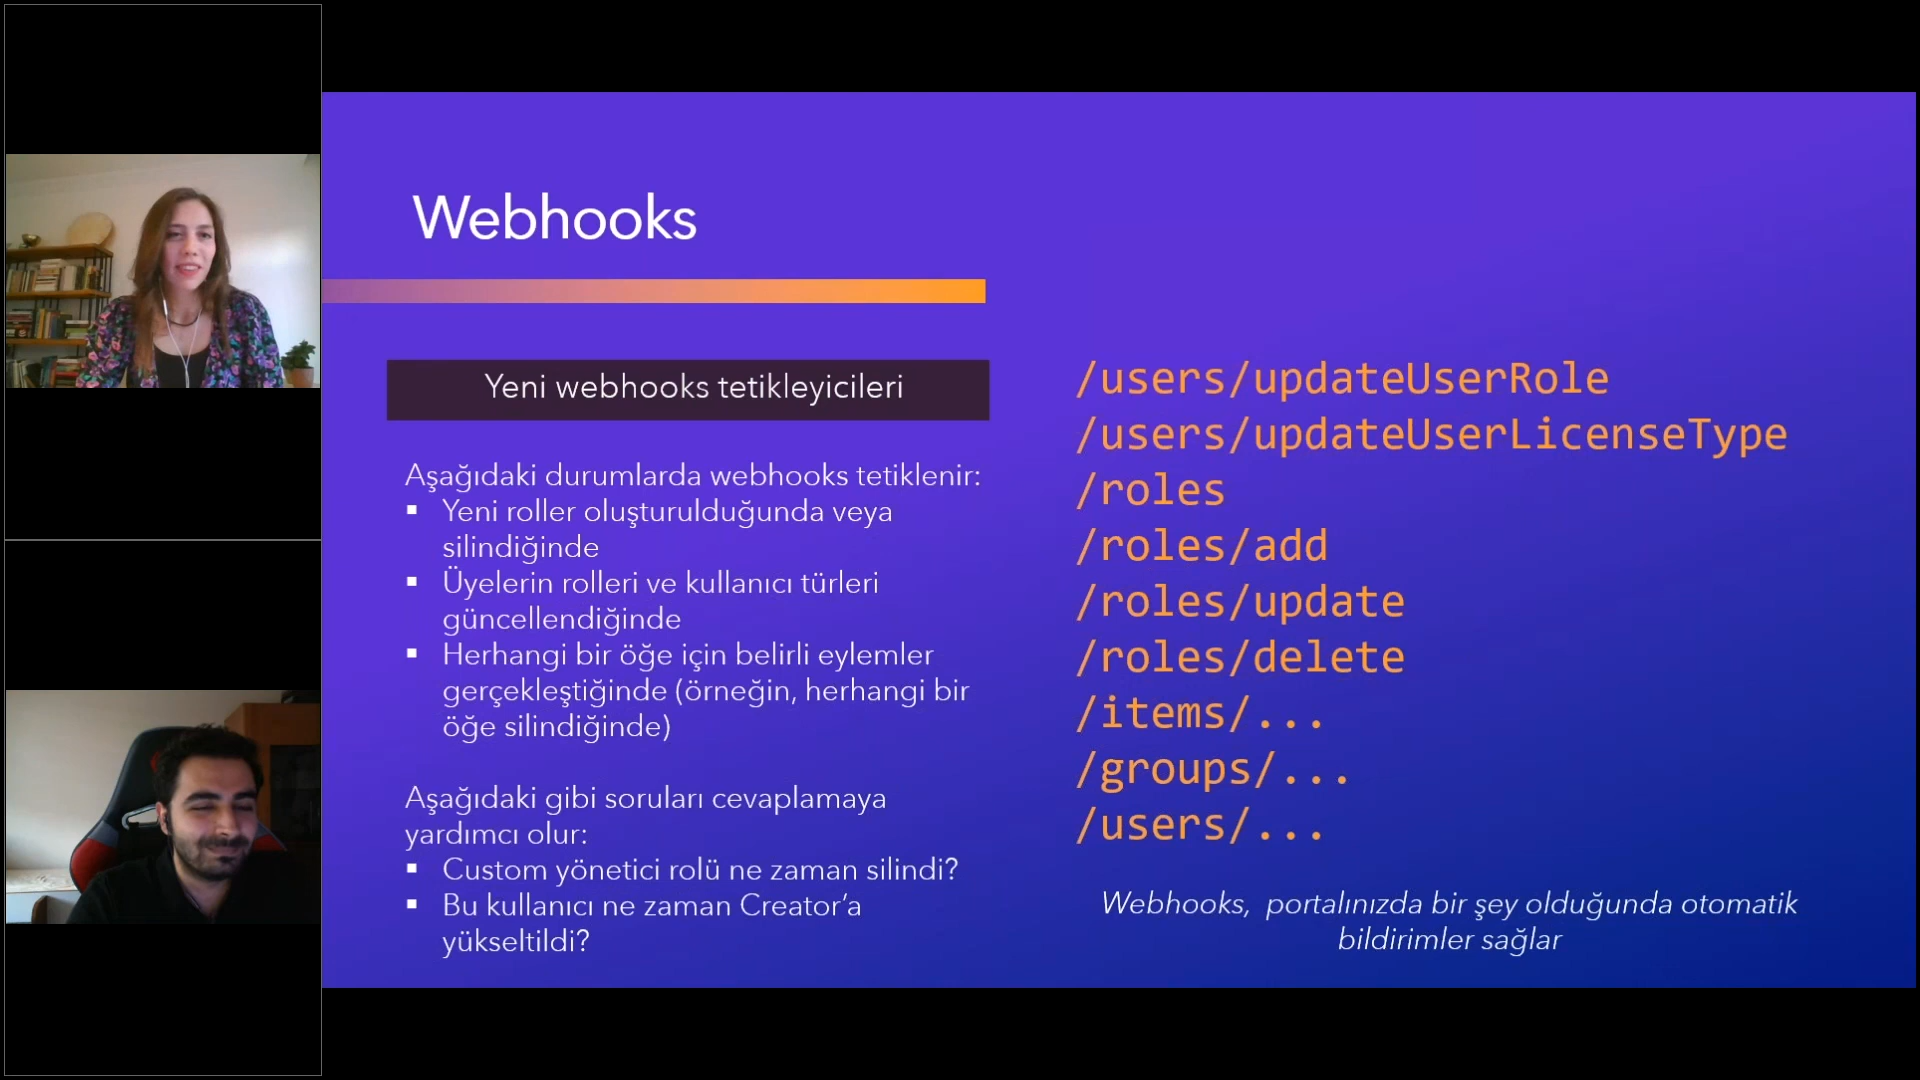 Webhooks
Yeni webhooks tetikleyicileri
Aşağıdaki durumlarda webhooks tetiklenir:
▪ Yeni roller oluşturulduğunda veya
silindiğinde
▪ Üyelerin rolleri ve kullanıcı türleri
güncellendiğinde
▪ Herhangi bir öğe için belirli eylemler
gerçekleştiğinde (örneğin, herhangi bir
öğe silindiğinde)
Aşağıdaki gibi soruları cevaplamaya
yardımcı olur:
▪ Custom yönetici rolü ne zaman silindi?
▪ Bu kullanıcı ne zaman Creator’a
yükseltildi?
/users/updateUserRole
/users/updateUserLicenseType
/roles
/roles/add
/roles/update
/roles/delete
/items/...
/groups/...
/users/...
Webhooks, portalınızda bir şey olduğunda otomatik
bildirimler sağlar